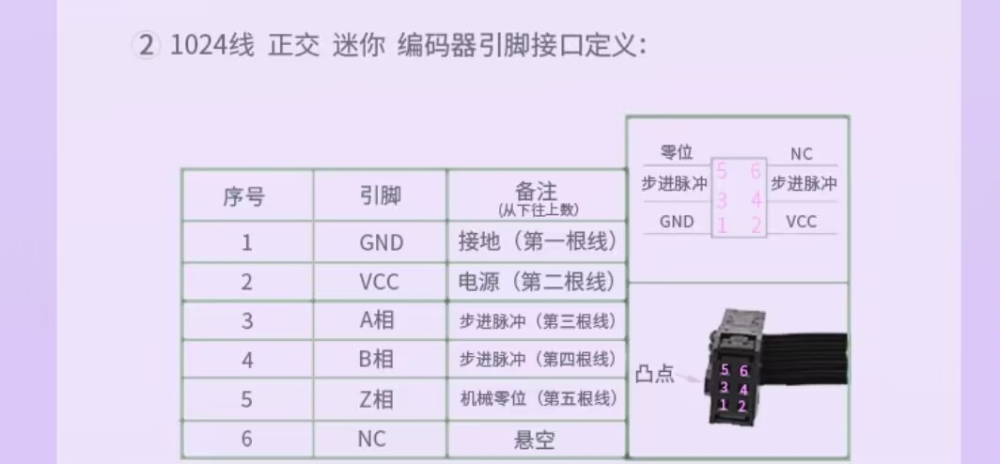 ② 1024线 正交 迷你 编码器引脚接口定义：
序号 引脚 备注
(从下往上数)
1 GND 接地（第一根线）
2 VCC 电源（第二根线）
3 A相 步进脉冲（第三根线）
4 B相 步进脉冲（第四根线）
5 Z相 机械零位（第五根线）
6 NC 悬空
零位 5 6 NC
步进脉冲 3 4 步进脉冲
GND 1 2 VCC
凸点
5 6
3 4
1 2